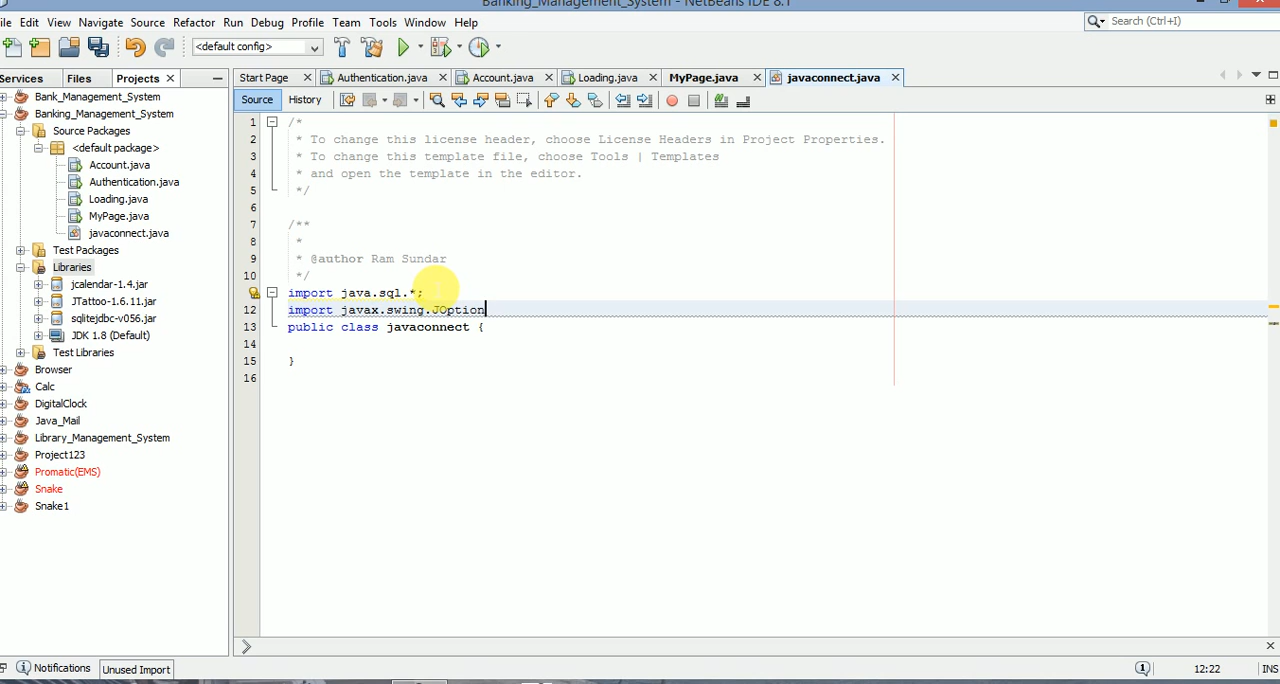 Banking_Management_System - NetBeans IDE 8.1
ile Edit View Navigate Source Refactor Run Debug Profile Team Tools Window Help
Search (Ctrl+I)
<default config>
Services Files Projects
Start Page Authentication.java Account.java Loading.java MyPage.java javaconnect.java
Source History
Bank_Management_System
Banking_Management_System
Source Packages
<default package>
Account.java
Authentication.java
Loading.java
MyPage.java
javaconnect.java
Test Packages
Libraries
jcalendar-1.4.jar
JTattoo-1.6.11.jar
sqlitejdbc-v056.jar
JDK 1.8 (Default)
Test Libraries
Browser
Calc
DigitalClock
Java_Mail
Library_Management_System
Project123
Promatic(EMS)
Snake
Snake1
1 /*
2 * To change this license header, choose License Headers in Project Properties.
3 * To change this template file, choose Tools | Templates
4 * and open the template in the editor.
5 */
6
7 /**
8 *
9 * @author Ram Sundar
10 */
import java.sql.*;
12 import javax.swing.JOption
13 public class javaconnect {
14
15 }
16
Notifications Unused Import
1 12:22 INS